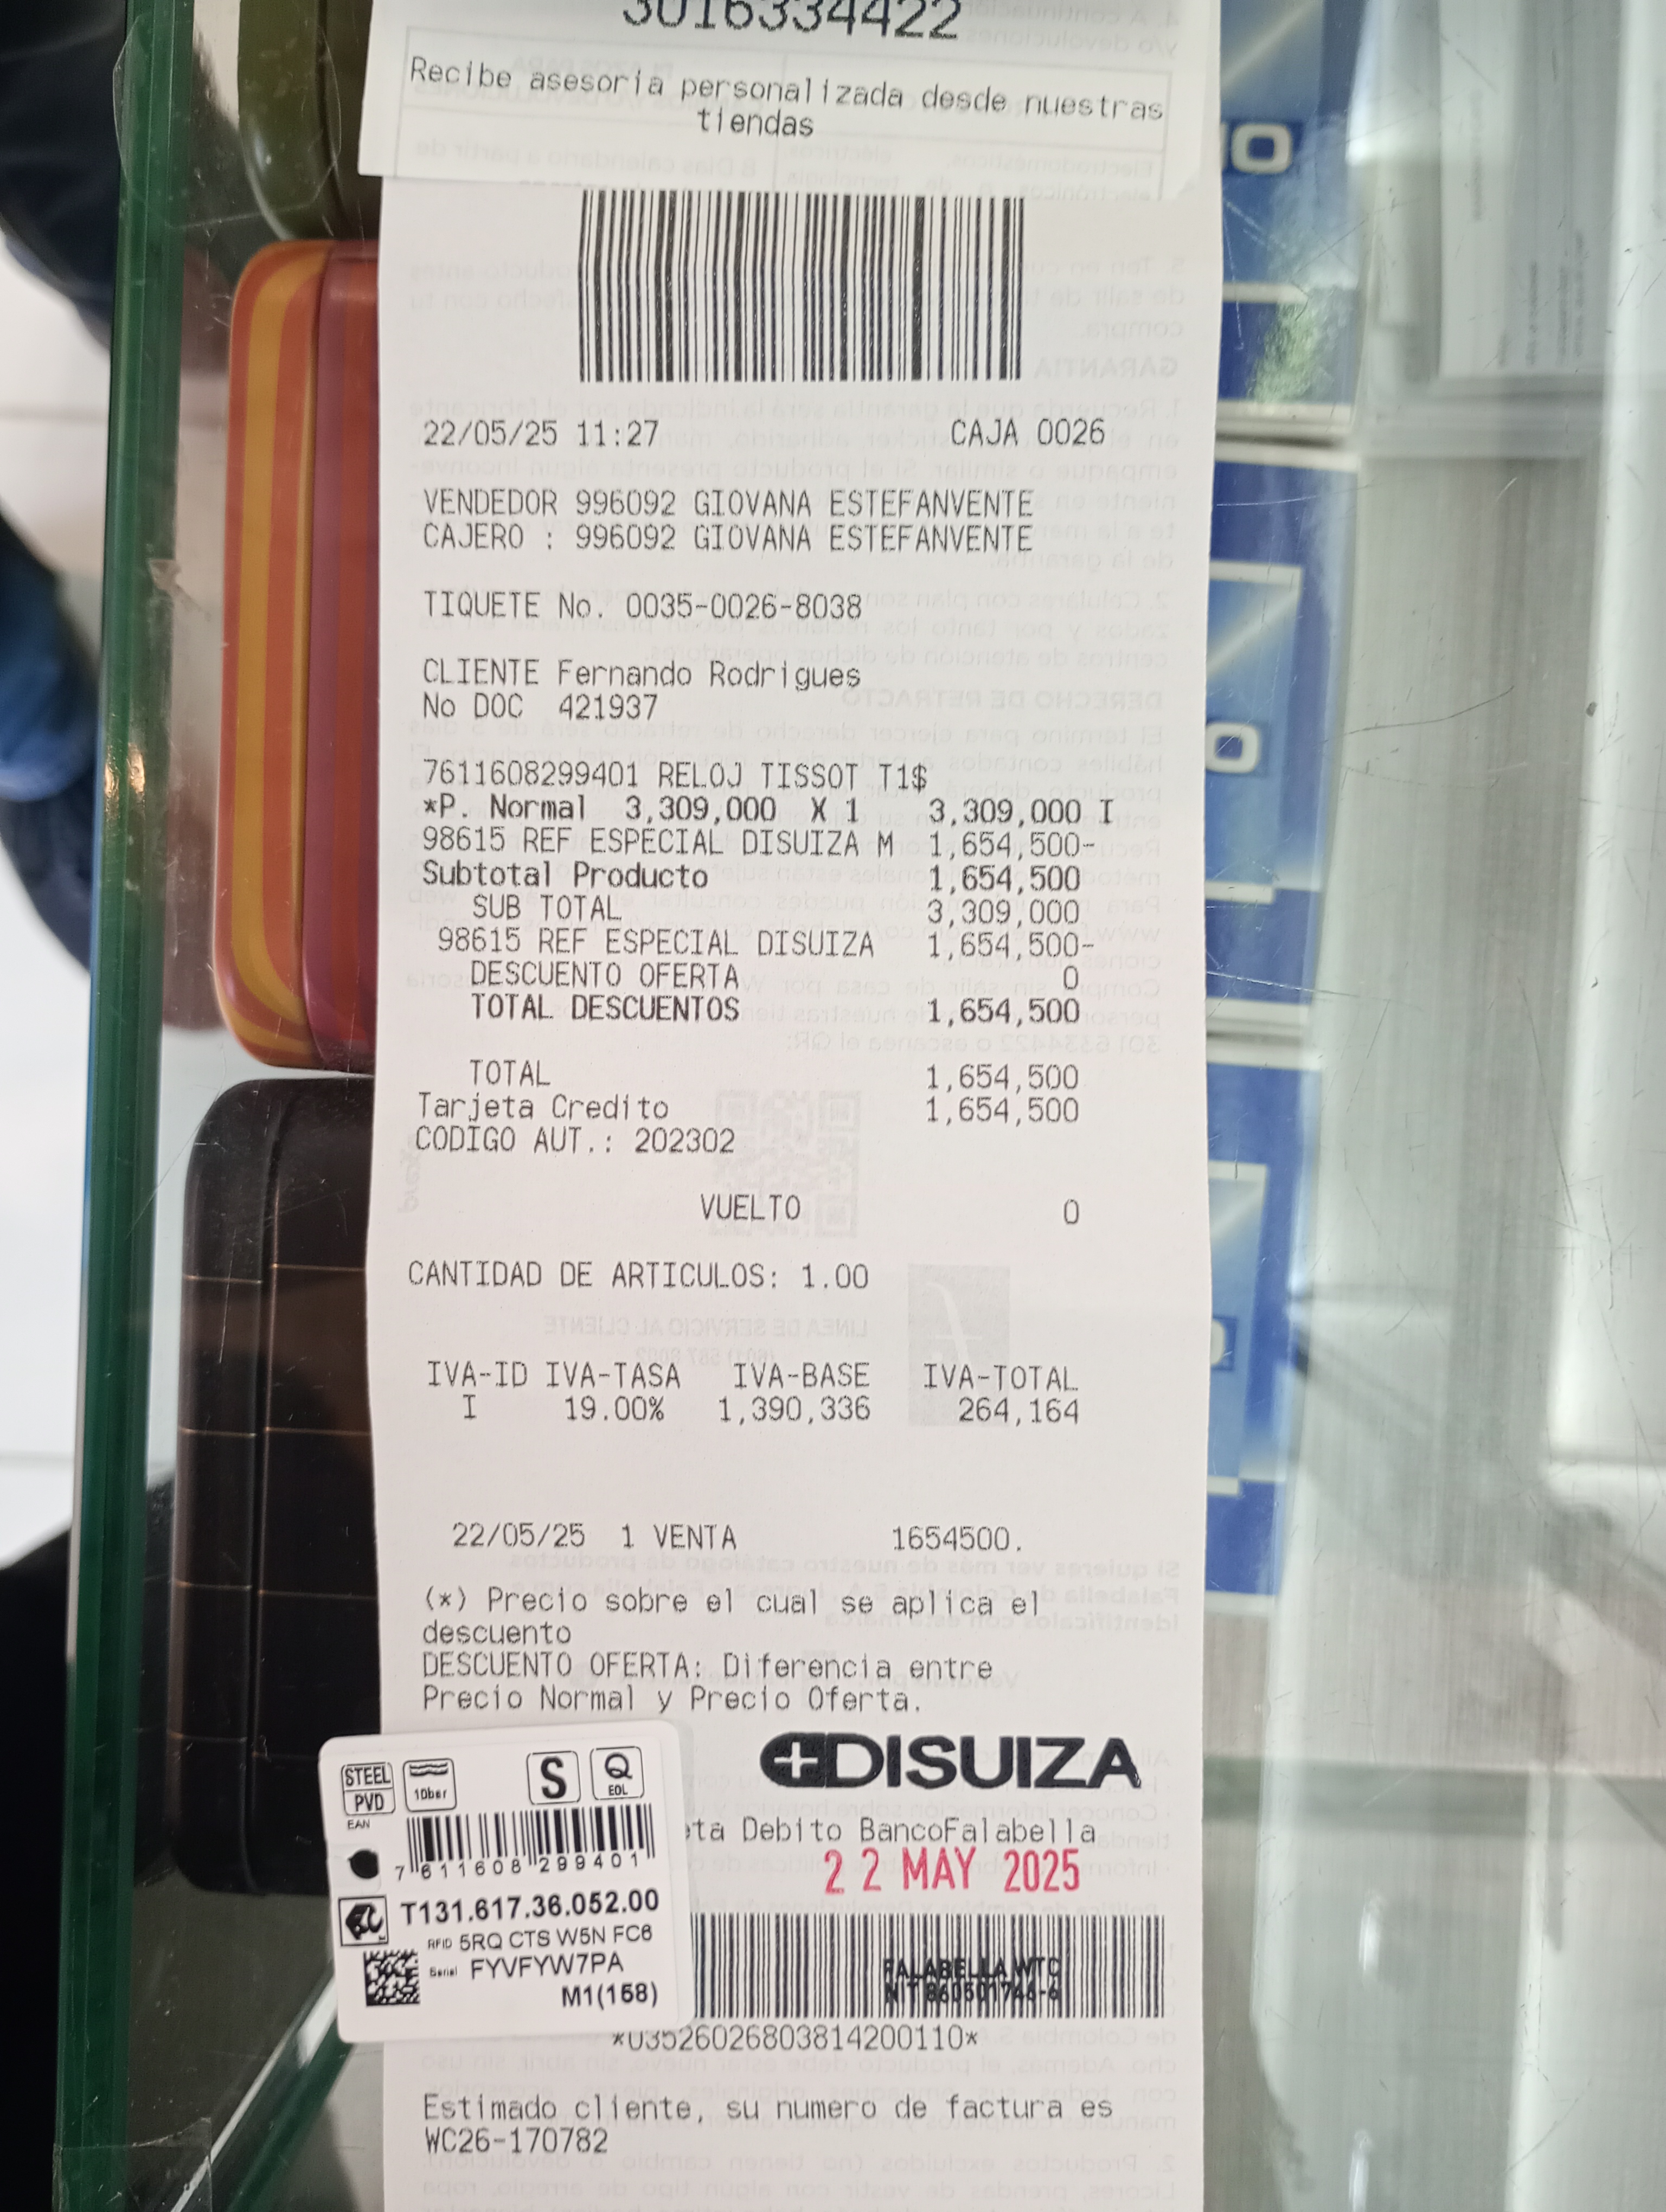 3016334422
Recibe asesoria personalizada desde nuestras
tiendas
22/05/25 11:27 CAJA 0026
VENDEDOR 996092 GIOVANA ESTEFANVENTE
CAJERO : 996092 GIOVANA ESTEFANVENTE
TIQUETE No. 0035-0026-8038
CLIENTE Fernando Rodrigues
No DOC 421937
7611608299401 RELOJ TISSOT T1$
*P. Normal 3,309,000 X 1 3,309,000 I
98615 REF ESPECIAL DISUIZA M 1,654,500-
Subtotal Producto 1,654,500
SUB TOTAL 3,309,000
98615 REF ESPECIAL DISUIZA 1,654,500-
DESCUENTO OFERTA 0
TOTAL DESCUENTOS 1,654,500
TOTAL 1,654,500
Tarjeta Credito 1,654,500
CODIGO AUT.: 202302
VUELTO 0
CANTIDAD DE ARTICULOS: 1.00
IVA-ID IVA-TASA IVA-BASE IVA-TOTAL
I 19.00% 1,390,336 264,164
22/05/25 1 VENTA 1654500.
(*) Precio sobre el cual se aplica el
descuento
DESCUENTO OFERTA: Diferencia entre
Precio Normal y Precio Oferta.
DISUIZA
Debito BancoFalabella
22 MAY 2025
FALABELLA WTC
NIT 860501746-6
STEEL
PVD
10bar
S
Q
EOL
EAN
7 611608 299401
T131.617.36.052.00
RFID 5RQ CTS W5N FC6
Serial FYVFYW7PA
M1(158)
*03526026803814200110*
Estimado cliente, su numero de factura es
WC26-170782